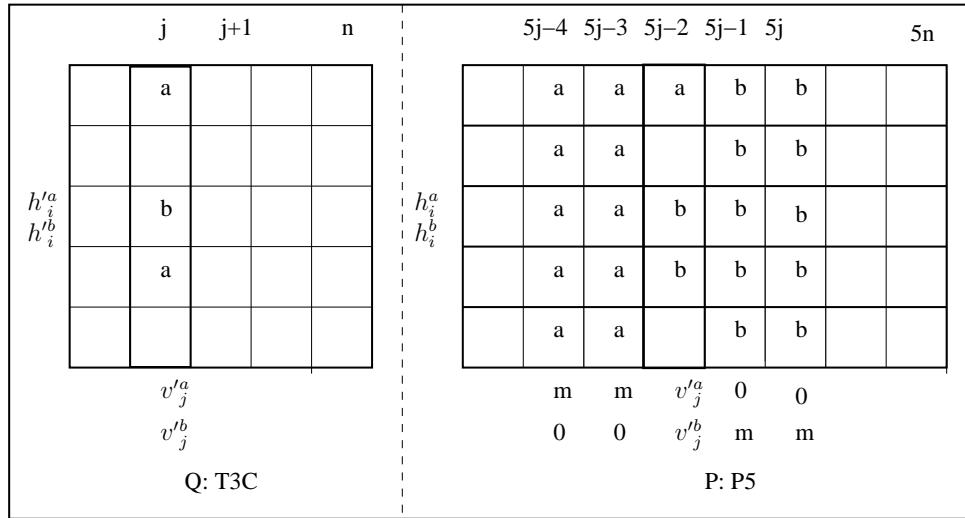 j j+1 n 5j−4 5j−3 5j−2 5j−1 5j 5n
a a a a b b
a a b b
h'^a_i h^a_i
b a a b b b
h'^b_i h^b_i
a a a b b b
a a b b
v'^a_j m m v'^a_j 0 0
v'^b_j 0 0 v'^b_j m m
Q: T3C P: P5